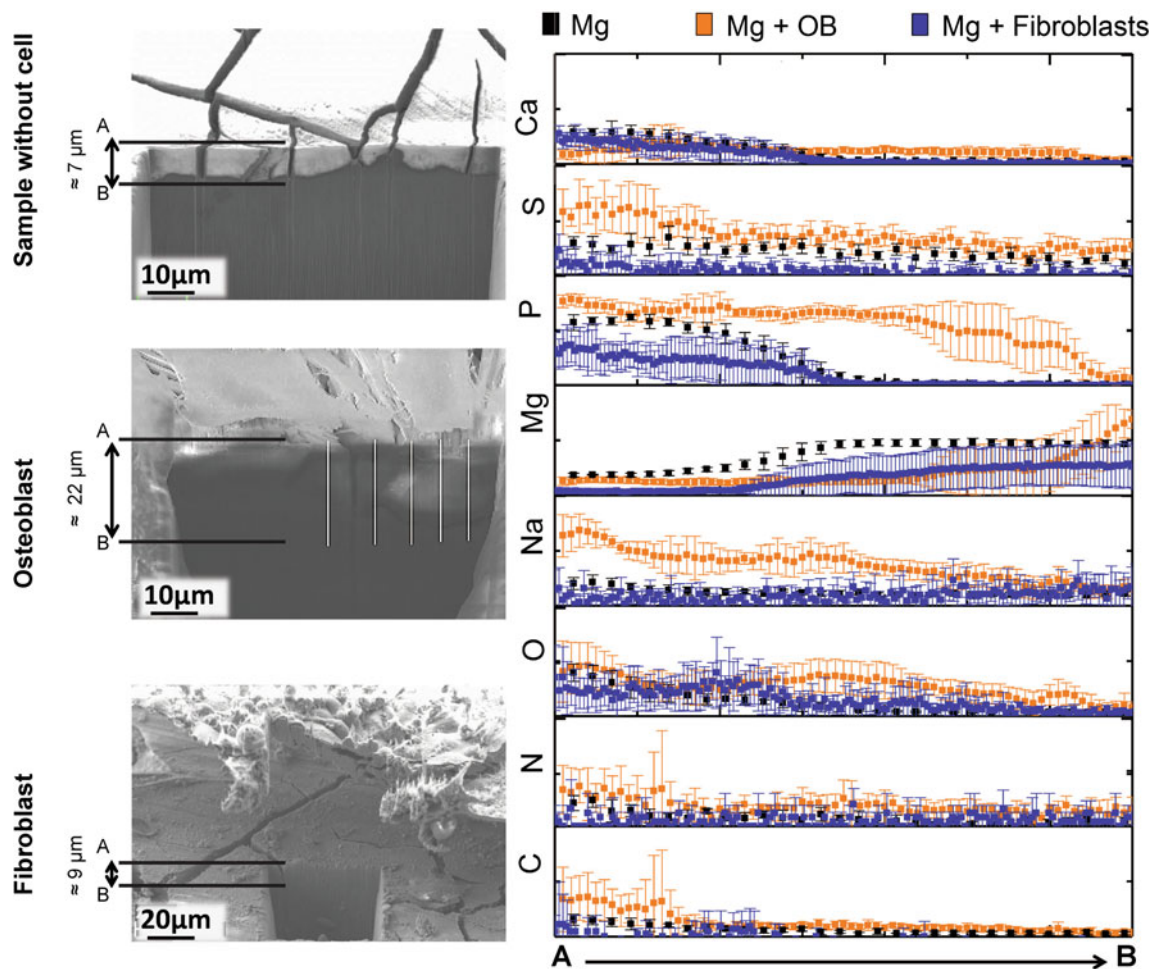 Mg
Mg + OB
Mg + Fibroblasts
Sample without cell
A
≈ 7 μm
B
10μm
Osteoblast
A
≈ 22 μm
B
10μm
Fibroblast
A
≈ 9 μm
B
20μm
Ca
S
P
Mg
Na
O
N
C
A
B